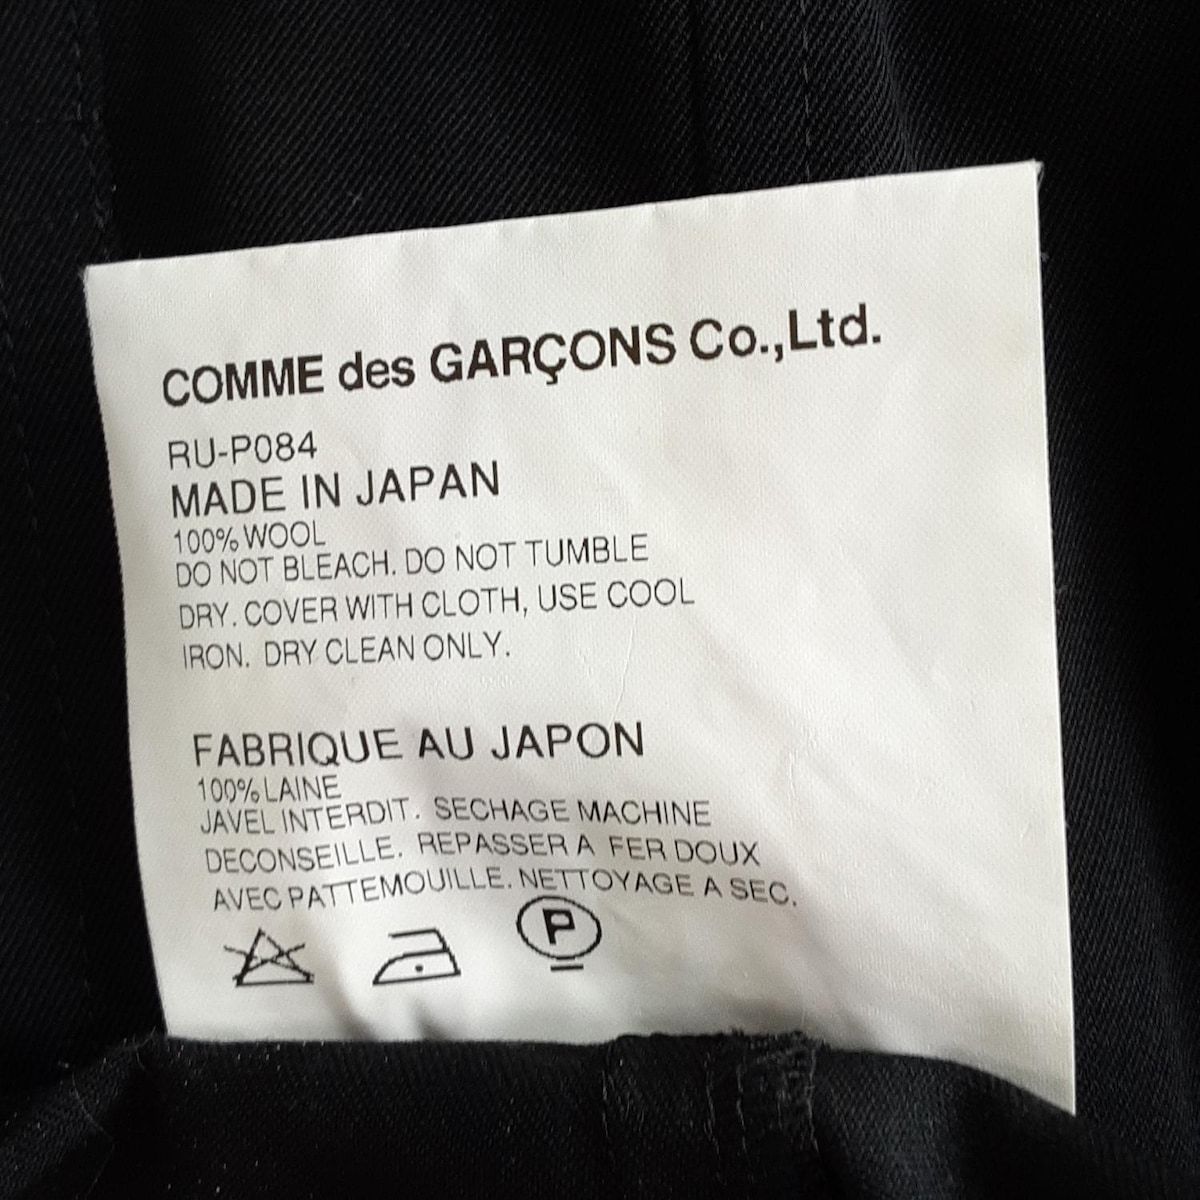 COMME des GARÇONS Co.,Ltd.
RU-P084
MADE IN JAPAN
100% WOOL
DO NOT BLEACH. DO NOT TUMBLE
DRY. COVER WITH CLOTH, USE COOL
IRON. DRY CLEAN ONLY.
FABRIQUE AU JAPON
100% LAINE
JAVEL INTERDIT. SECHAGE MACHINE
DECONSEILLE. REPASSER A FER DOUX
AVEC PATTEMOUILLE. NETTOYAGE A SEC.
P